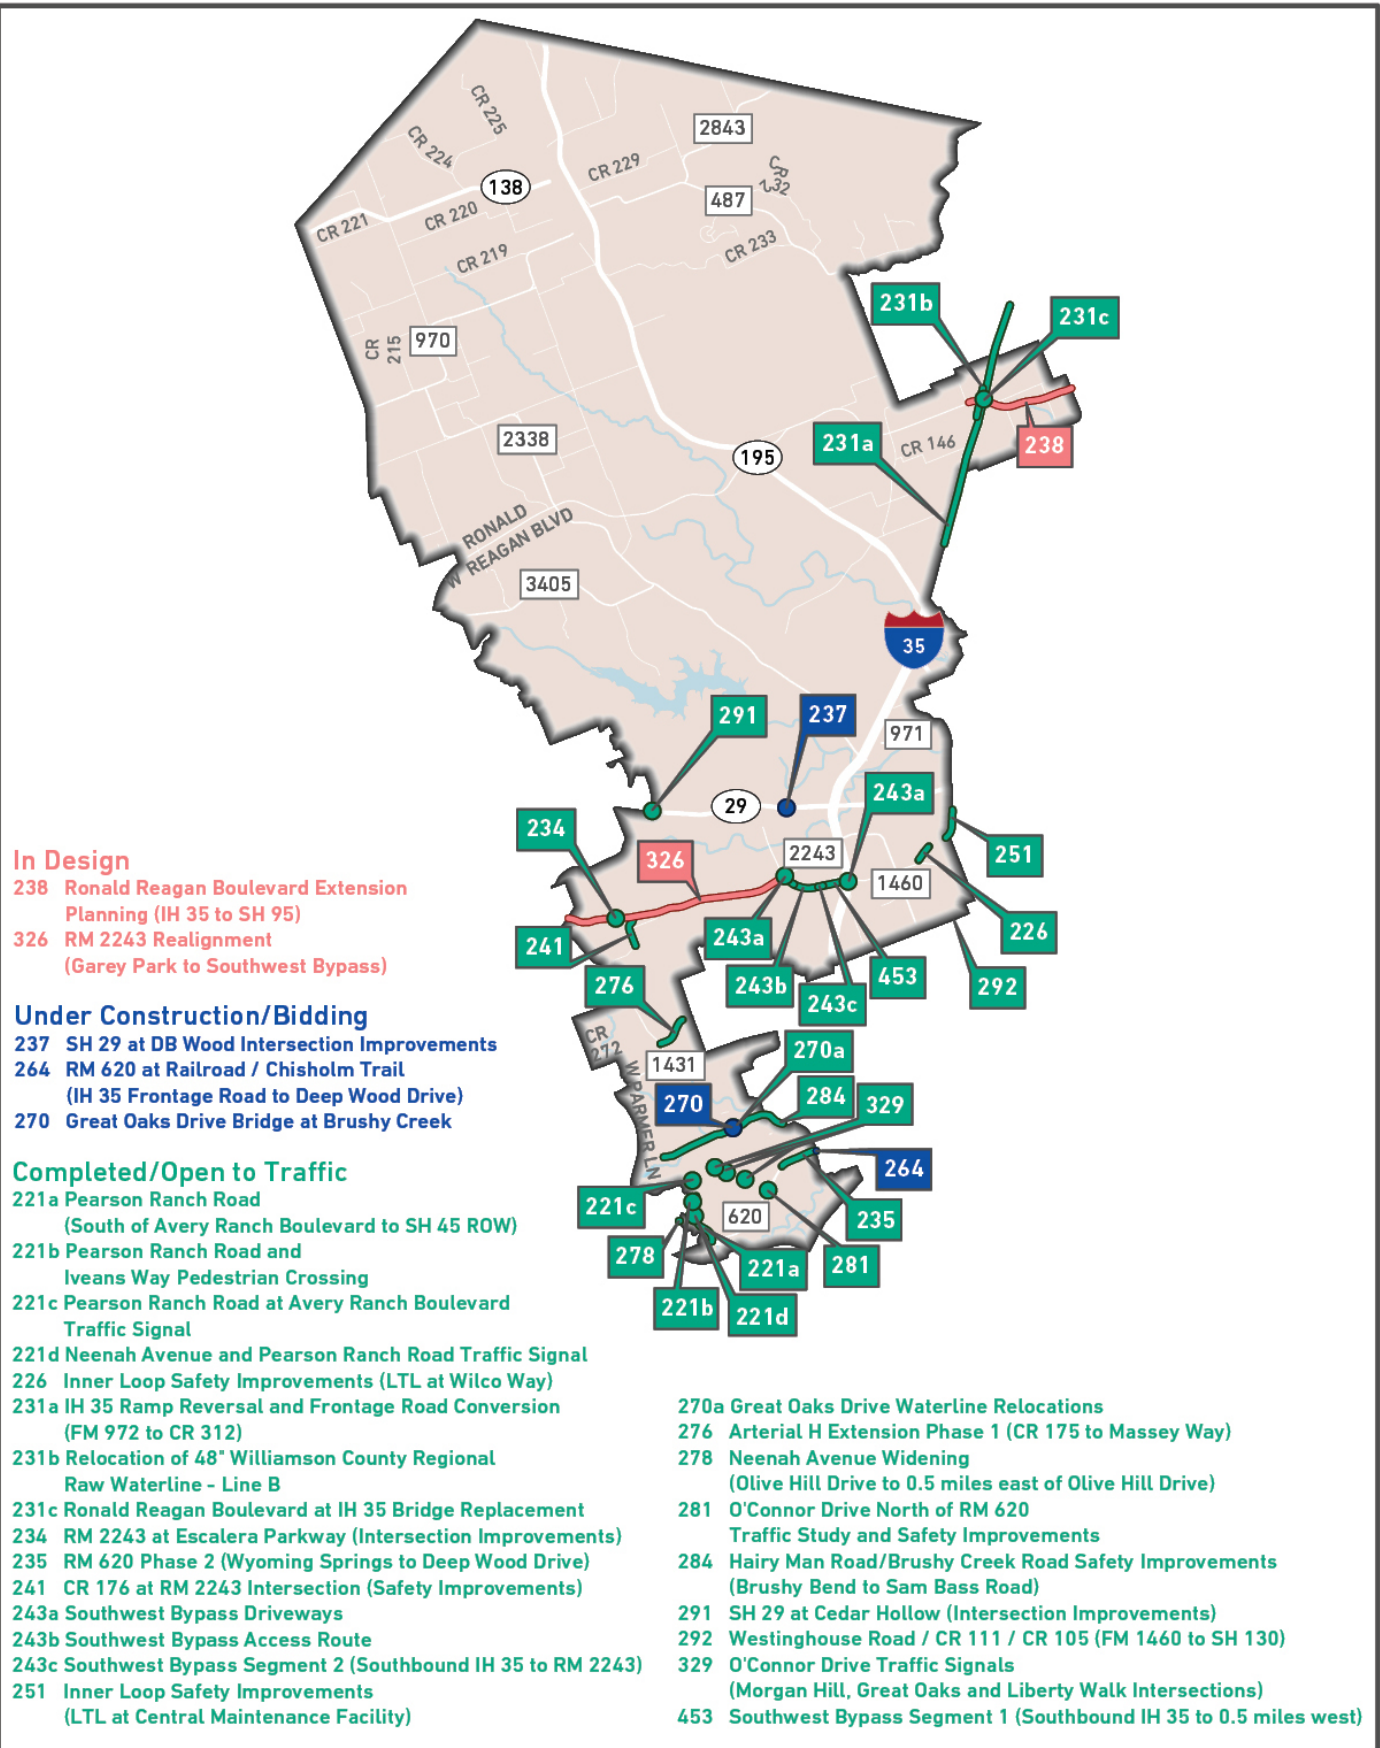 CR 225
CR 224
2843
CR 229
CR 232
138
487
CR 221
CR 220
CR 233
CR 219
231b
231c
CR 215
970
2338
231a
CR 146
238
195
RONALD
W REAGAN BLVD
3405
35
291
237
971
29
243a
234
326
2243
251
1460
241
243a
226
276
243b
243c
453
292
CR 272
1431
270a
W PARMER LN
270
284
329
264
221c
620
235
278
221a
281
221b
221d
In Design
238 Ronald Reagan Boulevard Extension
Planning (IH 35 to SH 95)
326 RM 2243 Realignment
(Garey Park to Southwest Bypass)
Under Construction/Bidding
237 SH 29 at DB Wood Intersection Improvements
264 RM 620 at Railroad / Chisholm Trail
(IH 35 Frontage Road to Deep Wood Drive)
270 Great Oaks Drive Bridge at Brushy Creek
Completed/Open to Traffic
221a Pearson Ranch Road
(South of Avery Ranch Boulevard to SH 45 ROW)
221b Pearson Ranch Road and
Iveans Way Pedestrian Crossing
221c Pearson Ranch Road at Avery Ranch Boulevard
Traffic Signal
221d Neenah Avenue and Pearson Ranch Road Traffic Signal
226 Inner Loop Safety Improvements (LTL at Wilco Way)
231a IH 35 Ramp Reversal and Frontage Road Conversion
(FM 972 to CR 312)
231b Relocation of 48" Williamson County Regional
Raw Waterline - Line B
231c Ronald Reagan Boulevard at IH 35 Bridge Replacement
234 RM 2243 at Escalera Parkway (Intersection Improvements)
235 RM 620 Phase 2 (Wyoming Springs to Deep Wood Drive)
241 CR 176 at RM 2243 Intersection (Safety Improvements)
243a Southwest Bypass Driveways
243b Southwest Bypass Access Route
243c Southwest Bypass Segment 2 (Southbound IH 35 to RM 2243)
251 Inner Loop Safety Improvements
(LTL at Central Maintenance Facility)
270a Great Oaks Drive Waterline Relocations
276 Arterial H Extension Phase 1 (CR 175 to Massey Way)
278 Neenah Avenue Widening
(Olive Hill Drive to 0.5 miles east of Olive Hill Drive)
281 O'Connor Drive North of RM 620
Traffic Study and Safety Improvements
284 Hairy Man Road/Brushy Creek Road Safety Improvements
(Brushy Bend to Sam Bass Road)
291 SH 29 at Cedar Hollow (Intersection Improvements)
292 Westinghouse Road / CR 111 / CR 105 (FM 1460 to SH 130)
329 O'Connor Drive Traffic Signals
(Morgan Hill, Great Oaks and Liberty Walk Intersections)
453 Southwest Bypass Segment 1 (Southbound IH 35 to 0.5 miles west)